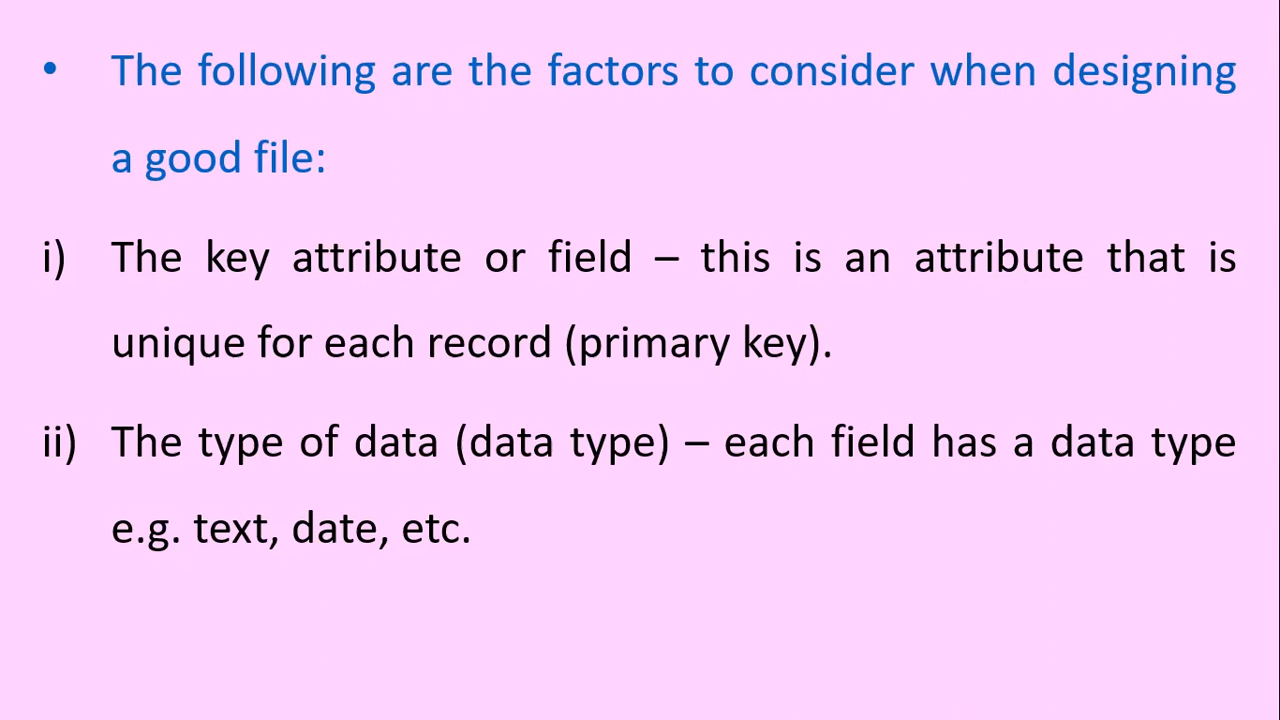 • The following are the factors to consider when designing
a good file:
i) The key attribute or field – this is an attribute that is
unique for each record (primary key).
ii) The type of data (data type) – each field has a data type
e.g. text, date, etc.